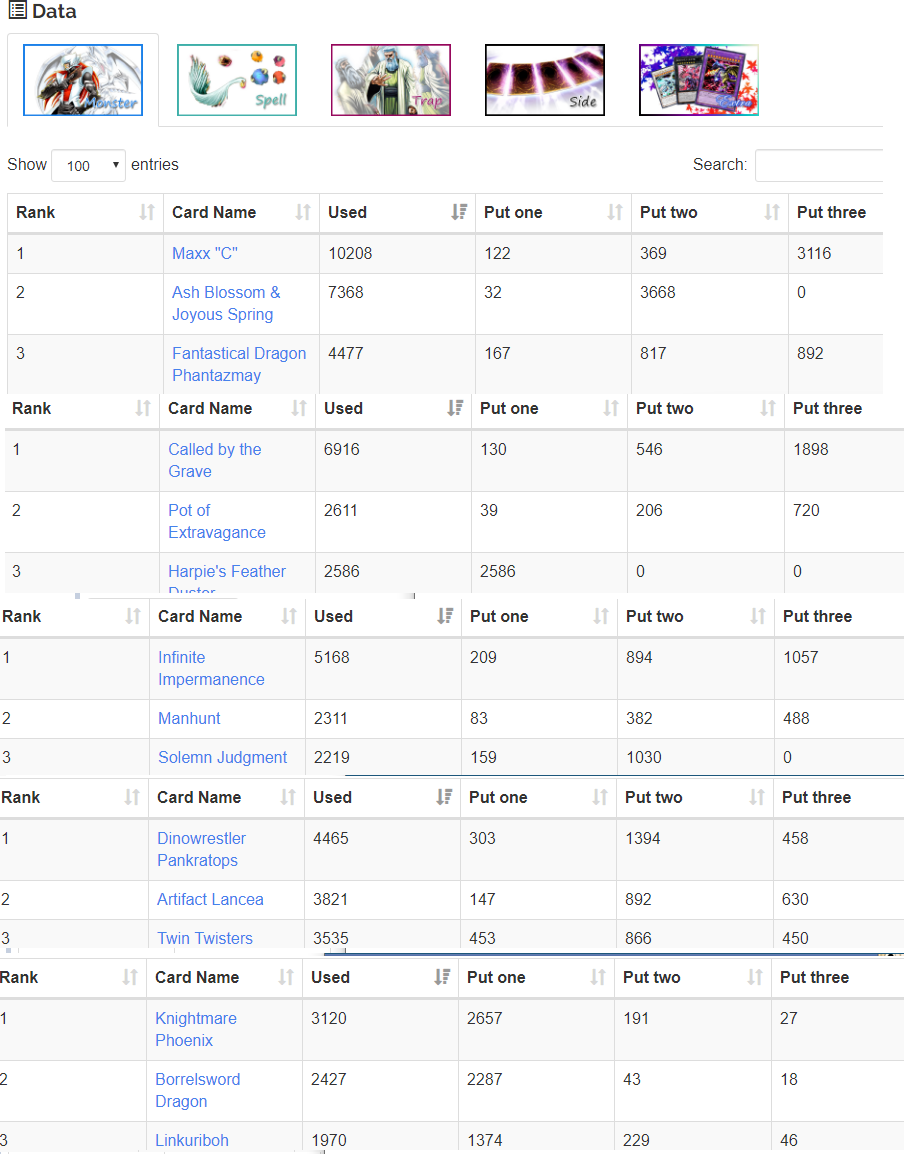 Data
Monster Spell Trap Side
Show 100 entries Search:
Rank Card Name Used Put one Put two Put three
1 Maxx "C" 10208 122 369 3116
2 Ash Blossom & 7368 32 3668 0
Joyous Spring
3 Fantastical Dragon 4477 167 817 892
Phantazmay
Rank Card Name Used Put one Put two Put three
1 Called by the 6916 130 546 1898
Grave
2 Pot of 2611 39 206 720
Extravagance
3 Harpie's Feather 2586 2586 0 0
Duster
Rank Card Name Used Put one Put two Put three
1 Infinite 5168 209 894 1057
Impermanence
2 Manhunt 2311 83 382 488
3 Solemn Judgment 2219 159 1030 0
Rank Card Name Used Put one Put two Put three
1 Dinowrestler 4465 303 1394 458
Pankratops
2 Artifact Lancea 3821 147 892 630
3 Twin Twisters 3535 453 866 450
Rank Card Name Used Put one Put two Put three
1 Knightmare 3120 2657 191 27
Phoenix
2 Borrelsword 2427 2287 43 18
Dragon
3 Linkuriboh 1970 1374 229 46